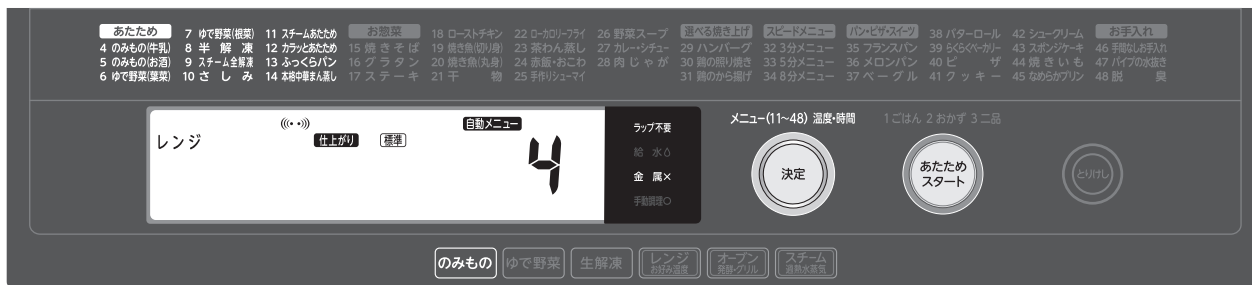 あたため 7 ゆで野菜(根菜) 11 スチームあたため お惣菜 18 ローストチキン 22 ローカロリーフライ 26 野菜スープ 選べる焼き上げ スピードメニュー パン・ピザ・スイーツ 38 バターロール 42 シュークリーム お手入れ
4 のみもの(牛乳) 8 半解凍 12 カラッとあたため 15 焼きそば 19 焼き魚(切り身) 23 茶わん蒸し 27 カレー・シチュー 29 ハンバーグ 32 3分メニュー 35 フランスパン 39 らくらくベーカリー 43 スポンジケーキ 46 手間なしお手入れ
5 のみもの(お酒) 9 スチーム全解凍 13 ふっくらパン 16 グラタン 20 焼き魚(丸身) 24 赤飯・おこわ 28 肉じゃが 30 鶏の照り焼き 33 5分メニュー 36 メロンパン 40 ピザ 44 焼きいも 47 パイプの水抜き
6 ゆで野菜(葉菜) 10 さしみ 14 本格中華まん蒸し 17 ステーキ 21 干物 25 手作りシューマイ 31 鶏のから揚げ 34 8分メニュー 37 ベーグル 41 クッキー 45 なめらかプリン 48 脱臭
レンジ
仕上がり 標準
自動メニュー
4
ラップ不要
給水
金属×
手動調理○
メニュー(11~48) 温度・時間
決定
1ごはん 2おかず 3二品
あたため
スタート
とりけし
のみもの ゆで野菜 生解凍 レンジ お好み温度 オーブン 発酵・グリル スチーム 過熱水蒸気